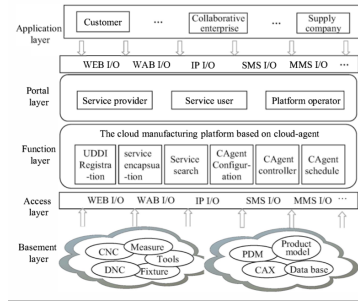 Application layer
Customer
...
Collaborative enterprise
...
Supply company
WEB I/O WAB I/O IP I/O SMS I/O MMS I/O ...
Portal layer
Service provider
Service user
Platform operator
Function layer
The cloud manufacturing platform based on cloud-agent
UDDI Registra-tion
service encapsua-tion
Service search
CAgent Configur-ation
CAgent controller
CAgent schedule
Access layer
WEB I/O WAB I/O IP I/O SMS I/O MMS I/O ...
Basement layer
CNC
Measure
Tools
DNC
Fixture
PDM
Product model
CAX
Data base